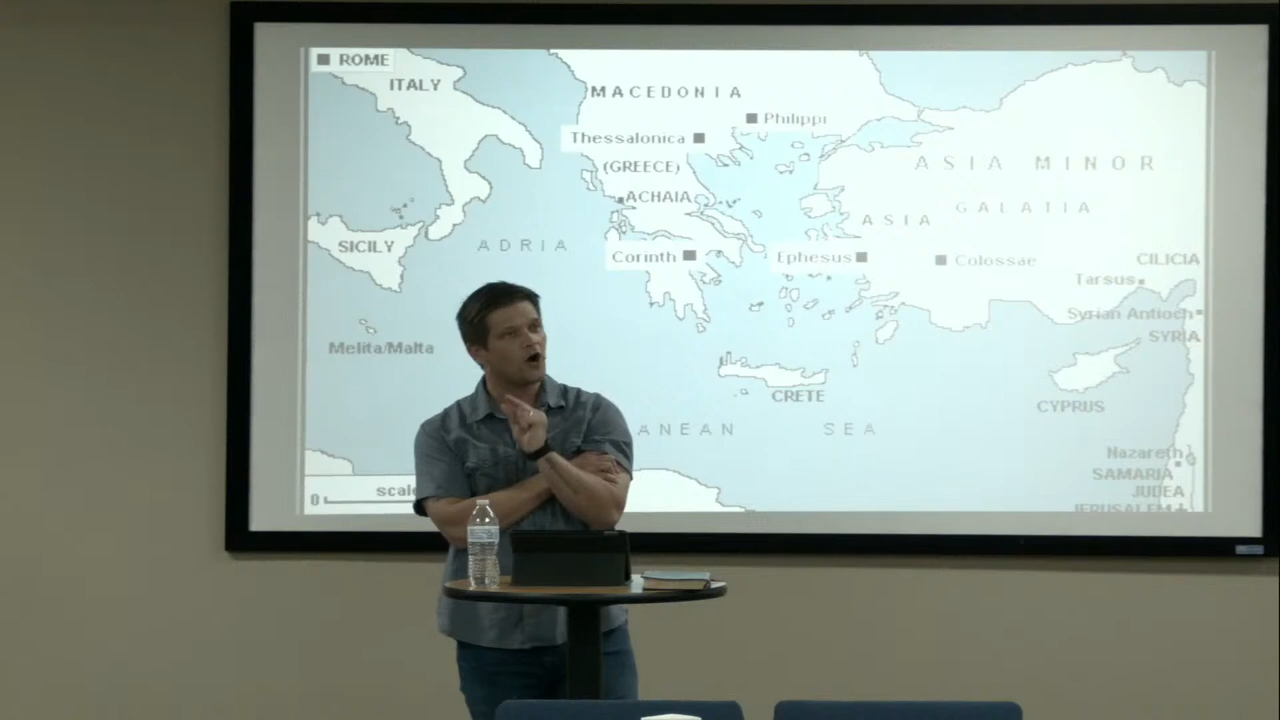 ROME
ITALY
MACEDONIA
Philippi
Thessalonica
(GREECE)
ASIA MINOR
ACHAIA
GALATIA
ASIA
SICILY
ADRIA
Corinth
Ephesus
Colossae
CILICIA
Tarsus
Syrian Antioch
SYRIA
Melita/Malta
CRETE
CYPRUS
ANEAN SEA
Nazareth
SAMARIA
JUDEA
JERUSALEM
0 scale